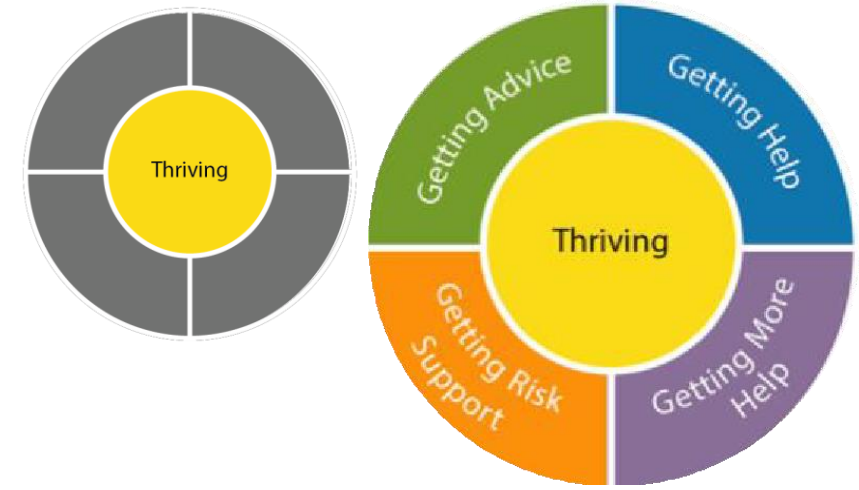 Thriving
Getting Advice
Getting Help
Thriving
Getting Risk
Support
Getting More
Help